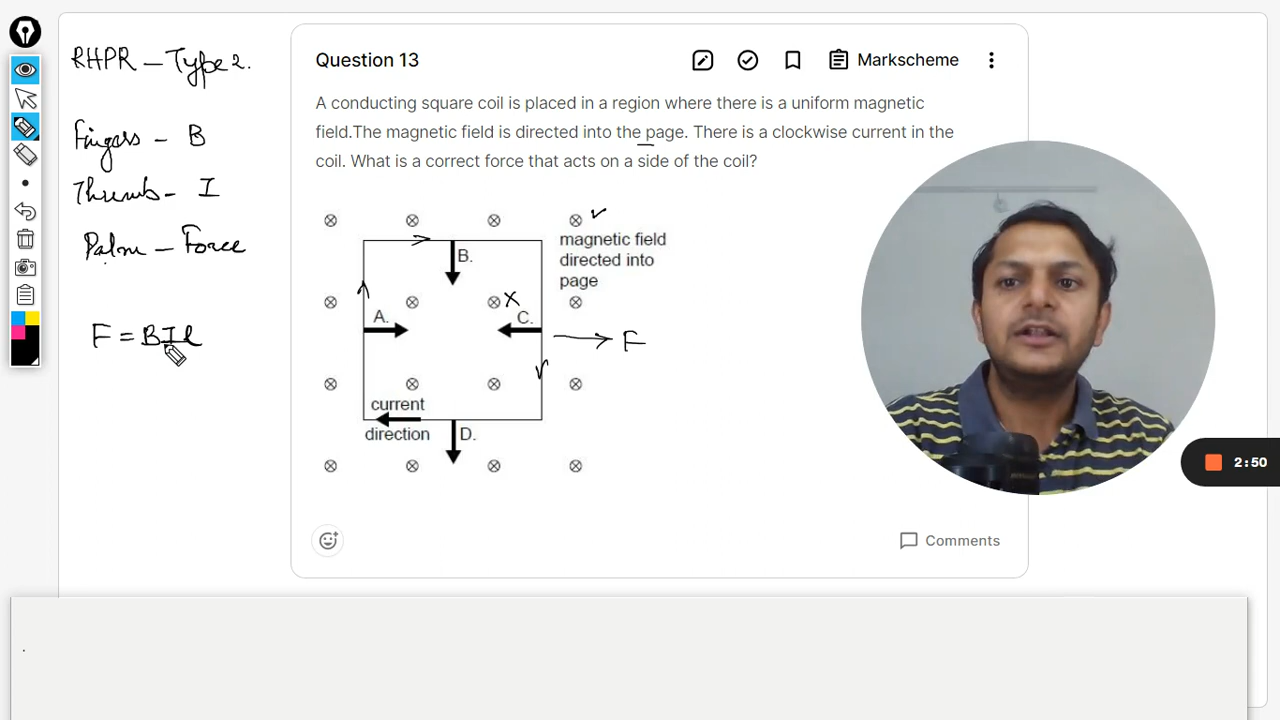 RHPR – Type 2.
Fingers - B
Thumb - I
Palm - Force
F = BIl
Question 13
Markscheme
A conducting square coil is placed in a region where there is a uniform magnetic
field.The magnetic field is directed into the page. There is a clockwise current in the
coil. What is a correct force that acts on a side of the coil?
magnetic field
directed into
page
B.
A.
C.
F
current
direction
D.
Comments
2:50